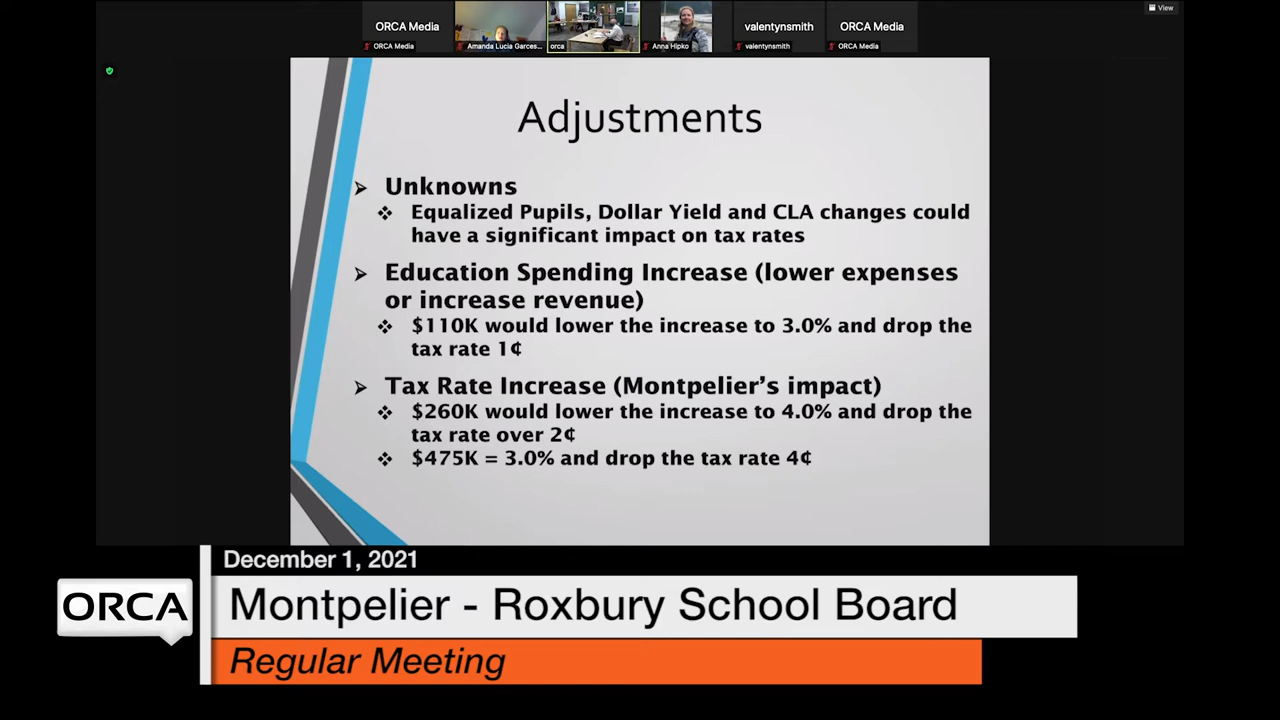 View
ORCA Media
valentynsmith
ORCA Media
ORCA Media
Amanda Lucia Garces...
orca
Anna Hipko
valentynsmith
ORCA Media
Adjustments
Unknowns
Equalized Pupils, Dollar Yield and CLA changes could
have a significant impact on tax rates
Education Spending Increase (lower expenses
or increase revenue)
$110K would lower the increase to 3.0% and drop the
tax rate 1¢
Tax Rate Increase (Montpelier's impact)
$260K would lower the increase to 4.0% and drop the
tax rate over 2¢
$475K = 3.0% and drop the tax rate 4¢
December 1, 2021
ORCA
Montpelier - Roxbury School Board
Regular Meeting